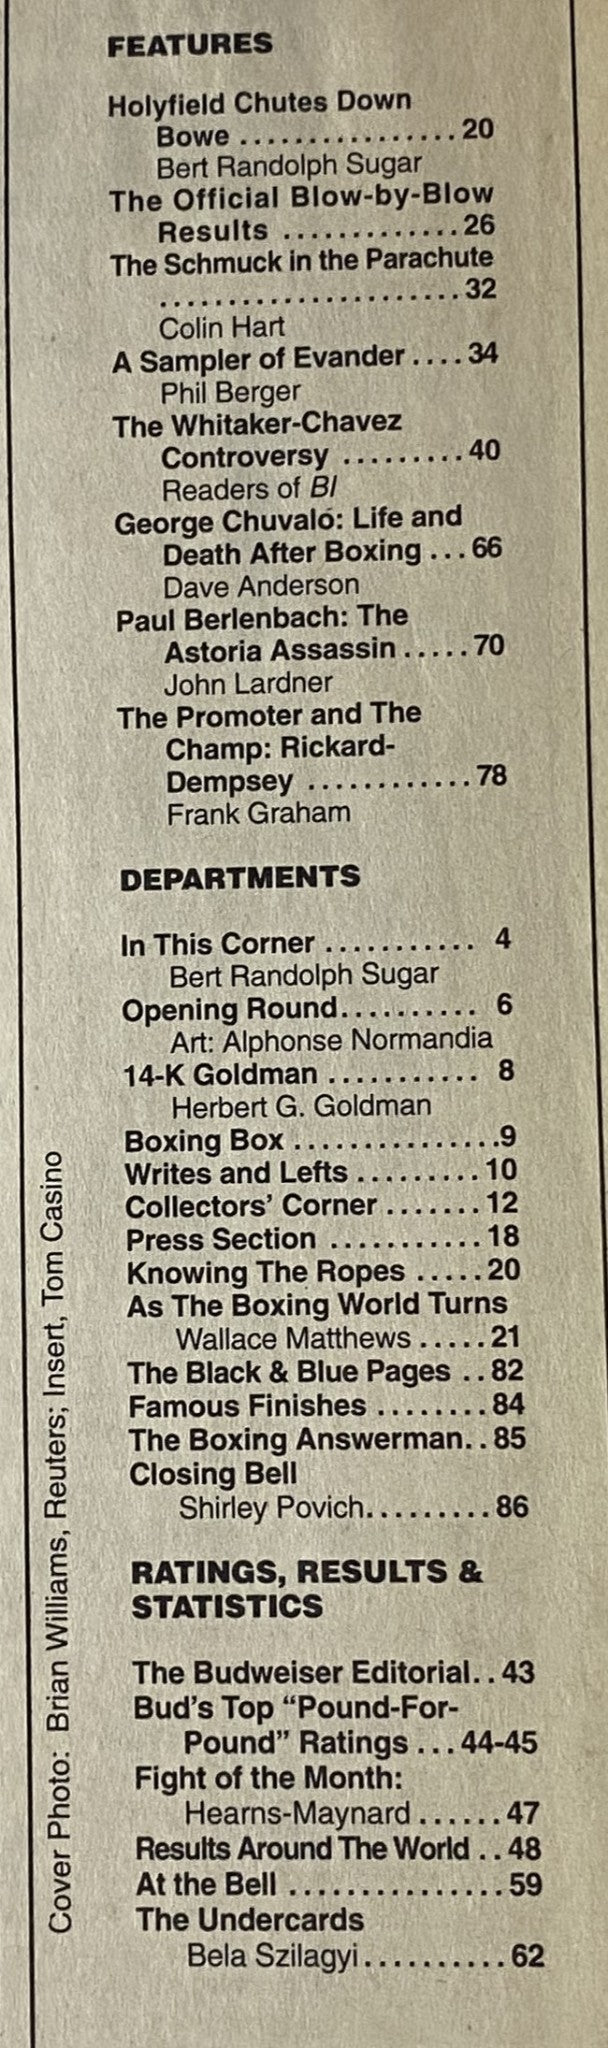 FEATURES
Holyfield Chutes Down
Bowe ................ 20
Bert Randolph Sugar
The Official Blow-by-Blow
Results ............. 26
The Schmuck in the Parachute
....................... 32
Colin Hart
A Sampler of Evander .... 34
Phil Berger
The Whitaker-Chavez
Controversy ......... 40
Readers of BI
George Chuvaló: Life and
Death After Boxing ... 66
Dave Anderson
Paul Berlenbach: The
Astoria Assassin ..... 70
John Lardner
The Promoter and The
Champ: Rickard-
Dempsey ............ 78
Frank Graham
DEPARTMENTS
In This Corner ........... 4
Bert Randolph Sugar
Opening Round.......... 6
Art: Alphonse Normandia
14-K Goldman ........... 8
Herbert G. Goldman
Boxing Box ...............9
Writes and Lefts ......... 10
Collectors' Corner ....... 12
Press Section ........... 18
Knowing The Ropes ..... 20
As The Boxing World Turns
Wallace Matthews ..... 21
The Black & Blue Pages .. 82
Famous Finishes ........ 84
The Boxing Answerman.. 85
Closing Bell
Shirley Povich......... 86
RATINGS, RESULTS &
STATISTICS
The Budweiser Editorial.. 43
Bud's Top "Pound-For-
Pound" Ratings ... 44-45
Fight of the Month:
Hearns-Maynard ...... 47
Results Around The World .. 48
At the Bell ................ 59
The Undercards
Bela Szilagyi.......... 62
Cover Photo: Brian Williams, Reuters; Insert, Tom Casino